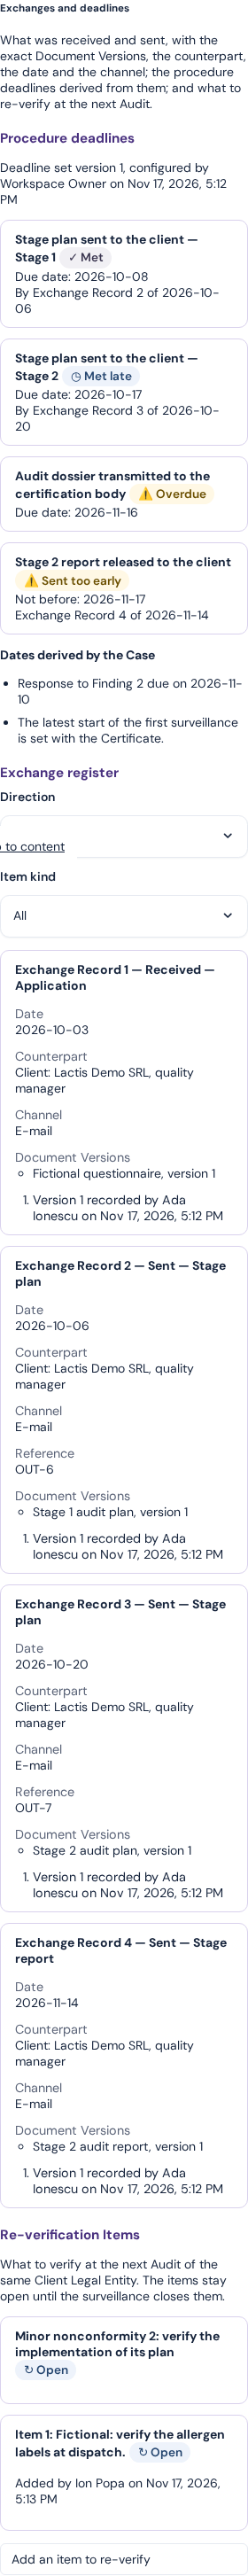 Exchanges and deadlines
What was received and sent, with the
exact Document Versions, the counterpart,
the date and the channel; the procedure
deadlines derived from them; and what to
re-verify at the next Audit.
Procedure deadlines
Deadline set version 1, configured by
Workspace Owner on Nov 17, 2026, 5:12
PM
Stage plan sent to the client —
Stage 1 ✓ Met
Due date: 2026-10-08
By Exchange Record 2 of 2026-10-
06
Stage plan sent to the client —
Stage 2 ◷ Met late
Due date: 2026-10-17
By Exchange Record 3 of 2026-10-
20
Audit dossier transmitted to the
certification body ⚠ Overdue
Due date: 2026-11-16
Stage 2 report released to the client
⚠ Sent too early
Not before: 2026-11-17
Exchange Record 4 of 2026-11-14
Dates derived by the Case
• Response to Finding 2 due on 2026-11-
10
• The latest start of the first surveillance
is set with the Certificate.
Exchange register
Direction
to content
Item kind
All
Exchange Record 1 — Received —
Application
Date
2026-10-03
Counterpart
Client: Lactis Demo SRL, quality
manager
Channel
E-mail
Document Versions
◦ Fictional questionnaire, version 1
1. Version 1 recorded by Ada
Ionescu on Nov 17, 2026, 5:12 PM
Exchange Record 2 — Sent — Stage
plan
Date
2026-10-06
Counterpart
Client: Lactis Demo SRL, quality
manager
Channel
E-mail
Reference
OUT-6
Document Versions
◦ Stage 1 audit plan, version 1
1. Version 1 recorded by Ada
Ionescu on Nov 17, 2026, 5:12 PM
Exchange Record 3 — Sent — Stage
plan
Date
2026-10-20
Counterpart
Client: Lactis Demo SRL, quality
manager
Channel
E-mail
Reference
OUT-7
Document Versions
◦ Stage 2 audit plan, version 1
1. Version 1 recorded by Ada
Ionescu on Nov 17, 2026, 5:12 PM
Exchange Record 4 — Sent — Stage
report
Date
2026-11-14
Counterpart
Client: Lactis Demo SRL, quality
manager
Channel
E-mail
Document Versions
◦ Stage 2 audit report, version 1
1. Version 1 recorded by Ada
Ionescu on Nov 17, 2026, 5:12 PM
Re-verification Items
What to verify at the next Audit of the
same Client Legal Entity. The items stay
open until the surveillance closes them.
Minor nonconformity 2: verify the
implementation of its plan
↻ Open
Item 1: Fictional: verify the allergen
labels at dispatch. ↻ Open
Added by Ion Popa on Nov 17, 2026,
5:13 PM
Add an item to re-verify